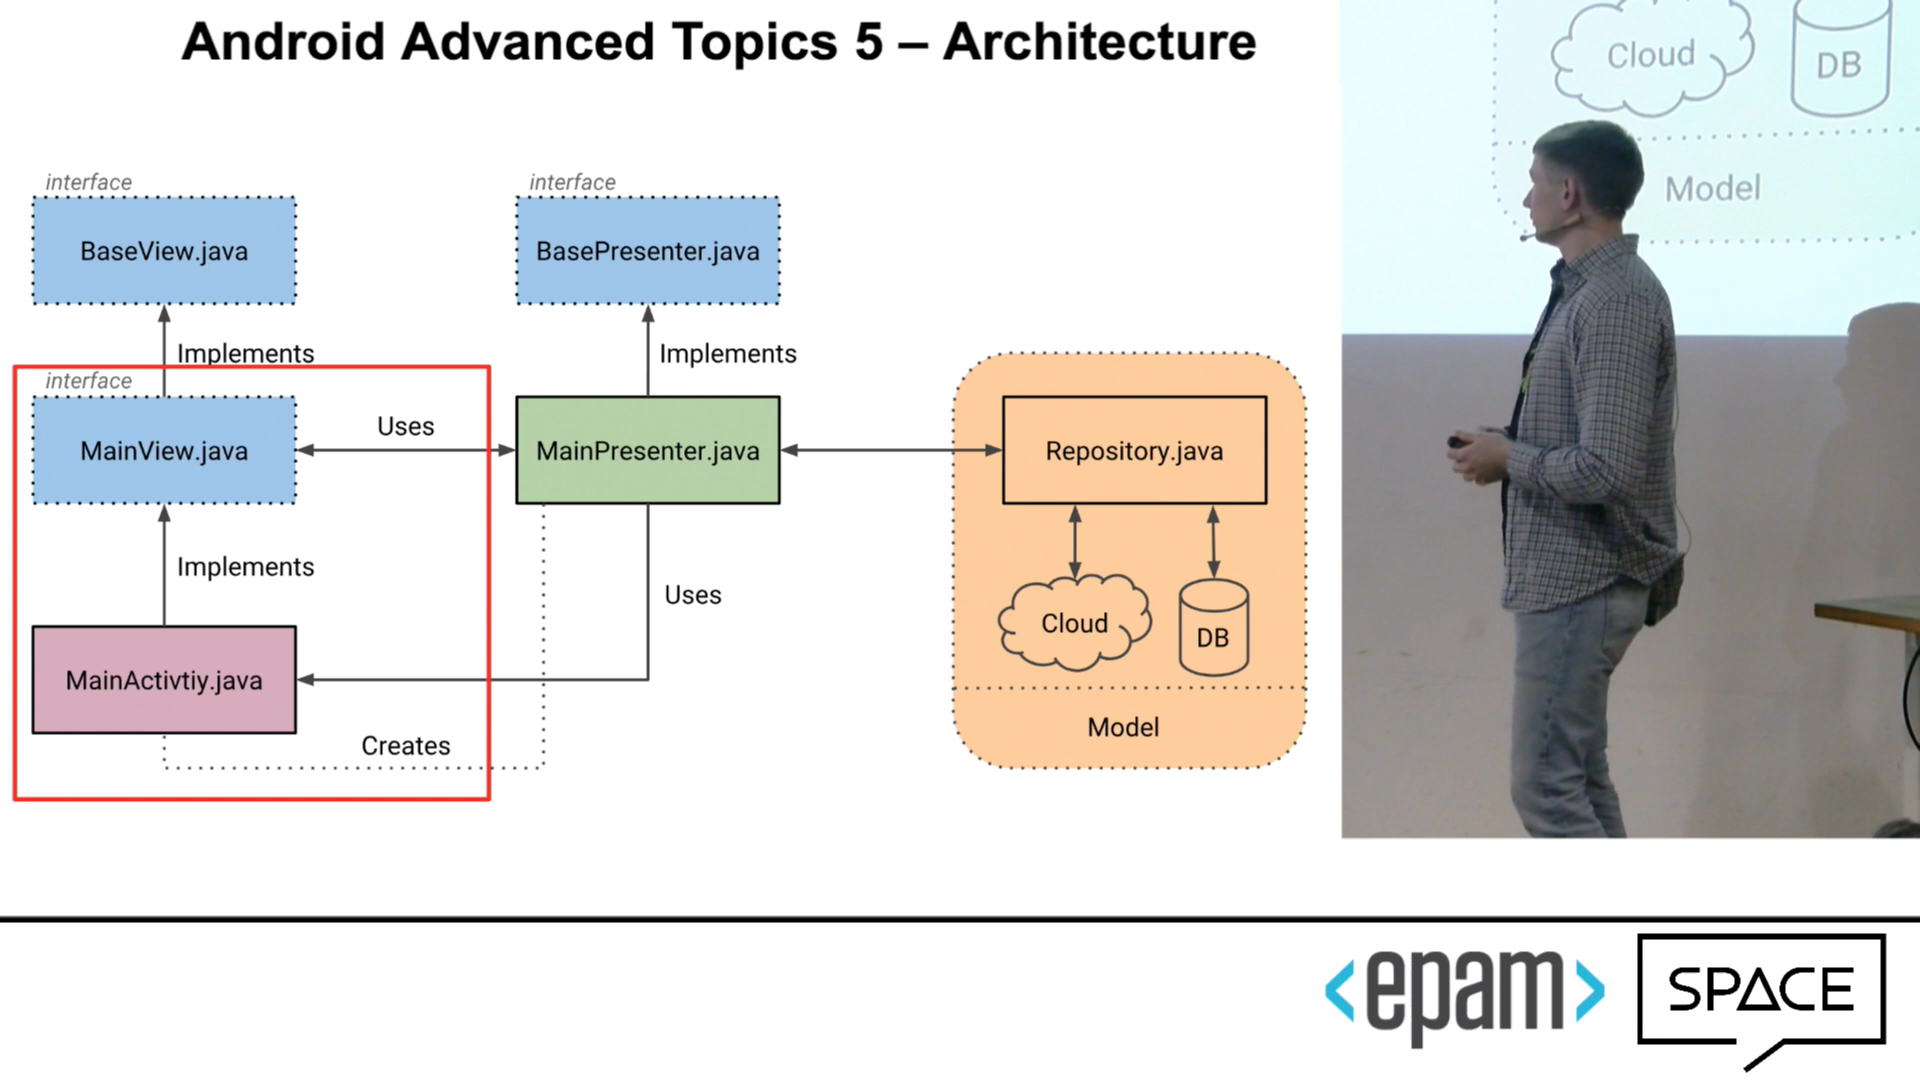 Android Advanced Topics 5 – Architecture
interface
BaseView.java
interface
BasePresenter.java
Implements
Implements
interface
MainView.java
Uses
MainPresenter.java
Repository.java
Implements
Uses
Cloud
DB
MainActivtiy.java
Creates
Model
Cloud
DB
Model
<epam>
SPACE